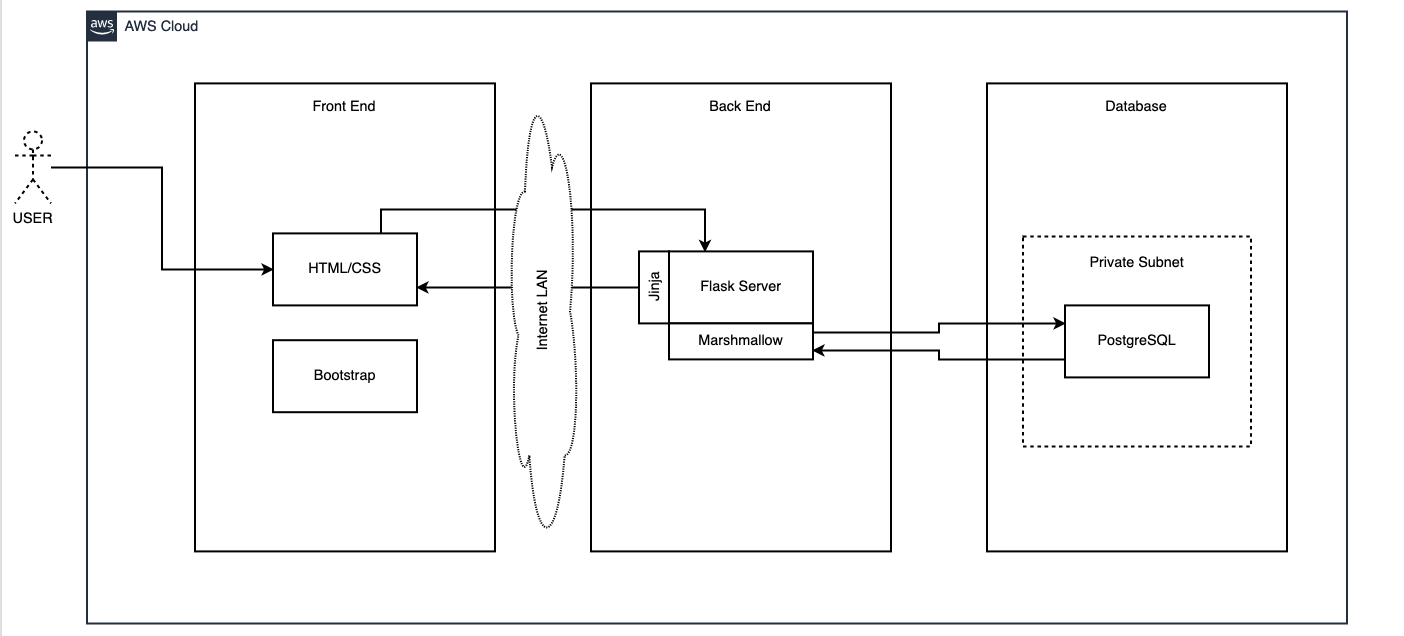 aws
AWS Cloud
Front End
Back End
Database
USER
HTML/CSS
Bootstrap
Internet LAN
Jinja
Flask Server
Marshmallow
Private Subnet
PostgreSQL